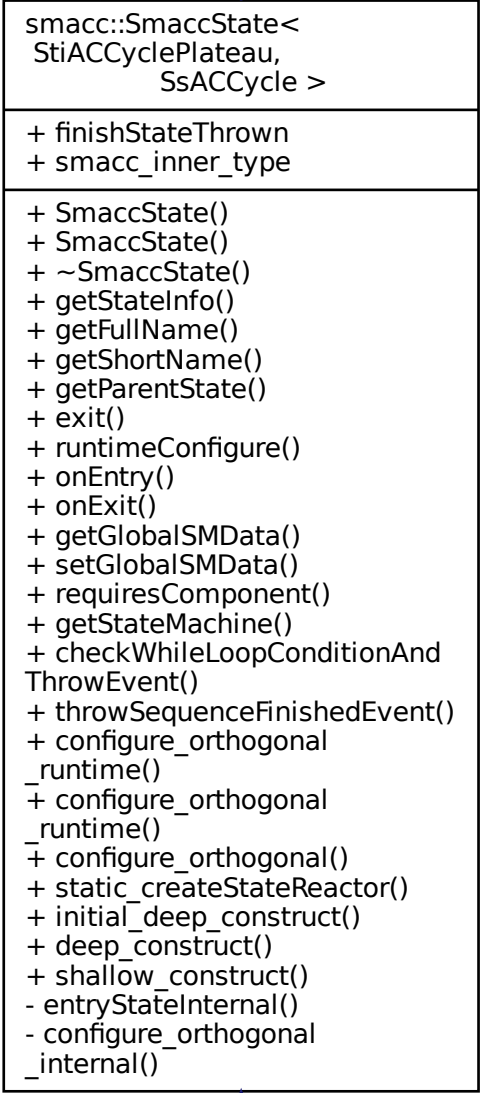 smacc::SmaccState<
StiACCyclePlateau,
SsACCycle >
+ finishStateThrown
+ smacc_inner_type
+ SmaccState()
+ SmaccState()
+ ~SmaccState()
+ getStateInfo()
+ getFullName()
+ getShortName()
+ getParentState()
+ exit()
+ runtimeConfigure()
+ onEntry()
+ onExit()
+ getGlobalSMData()
+ setGlobalSMData()
+ requiresComponent()
+ getStateMachine()
+ checkWhileLoopConditionAnd
ThrowEvent()
+ throwSequenceFinishedEvent()
+ configure_orthogonal
_runtime()
+ configure_orthogonal
_runtime()
+ configure_orthogonal()
+ static_createStateReactor()
+ initial_deep_construct()
+ deep_construct()
+ shallow_construct()
- entryStateInternal()
- configure_orthogonal
_internal()